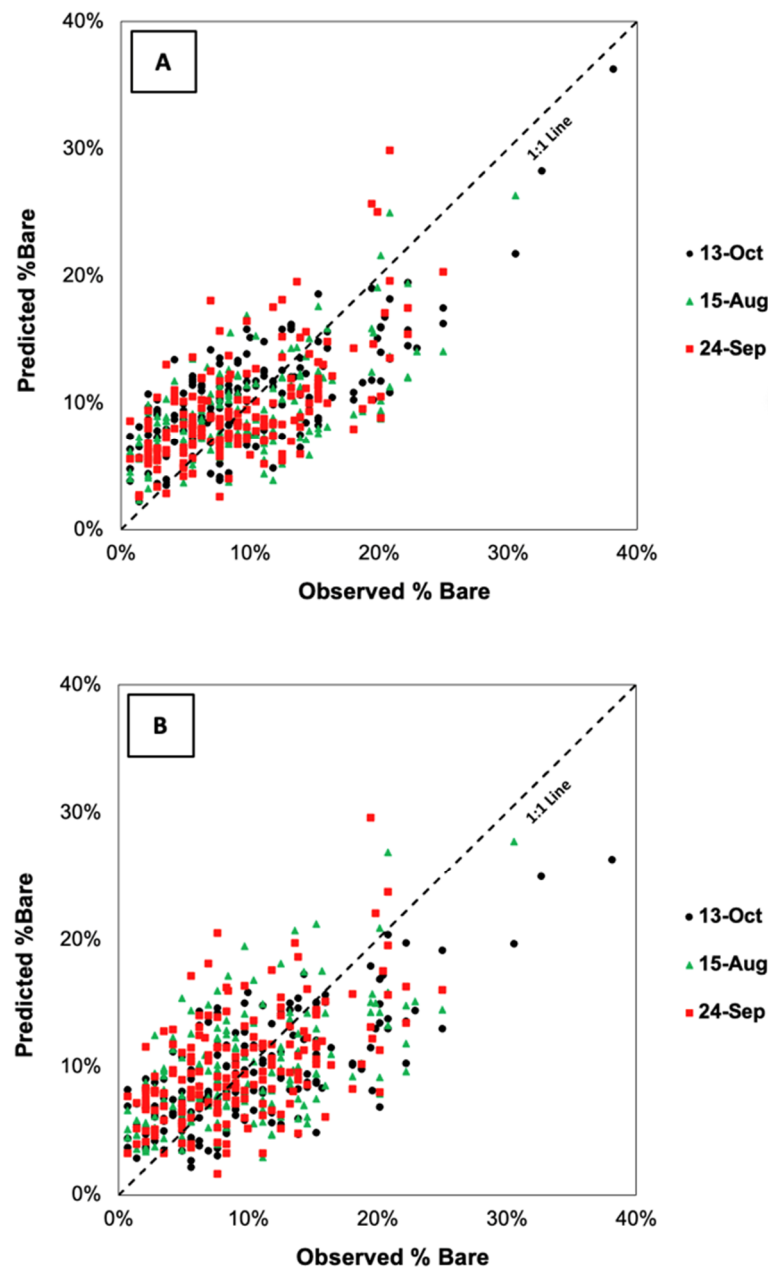 A
40%
30%
20%
10%
0%
Predicted %Bare
1:1 Line
13-Oct
15-Aug
24-Sep
0%
10%
20%
30%
40%
Observed % Bare
B
40%
30%
20%
10%
0%
Predicted %Bare
1:1 Line
13-Oct
15-Aug
24-Sep
0%
10%
20%
30%
40%
Observed % Bare